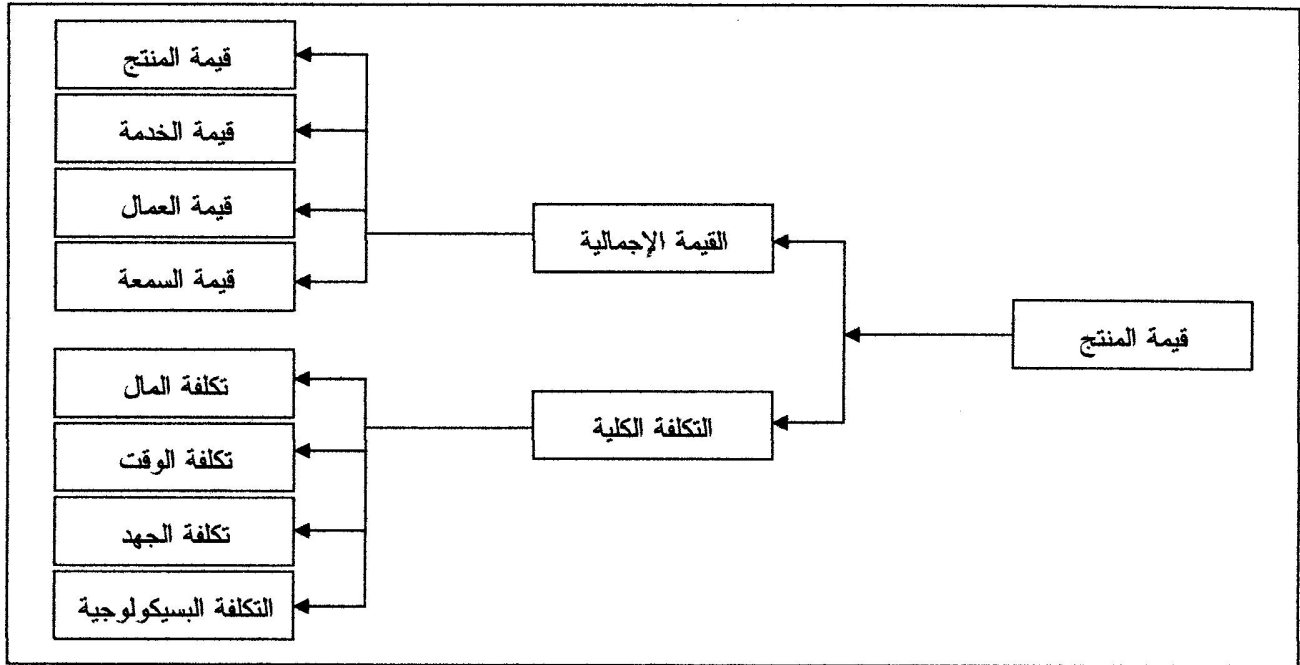 قيمة المنتج
القيمة الإجمالية
قيمة المنتج
قيمة الخدمة
قيمة العمال
قيمة السمعة
التكلفة الكلية
تكلفة المال
تكلفة الوقت
تكلفة الجهد
التكلفة البسيكولوجية